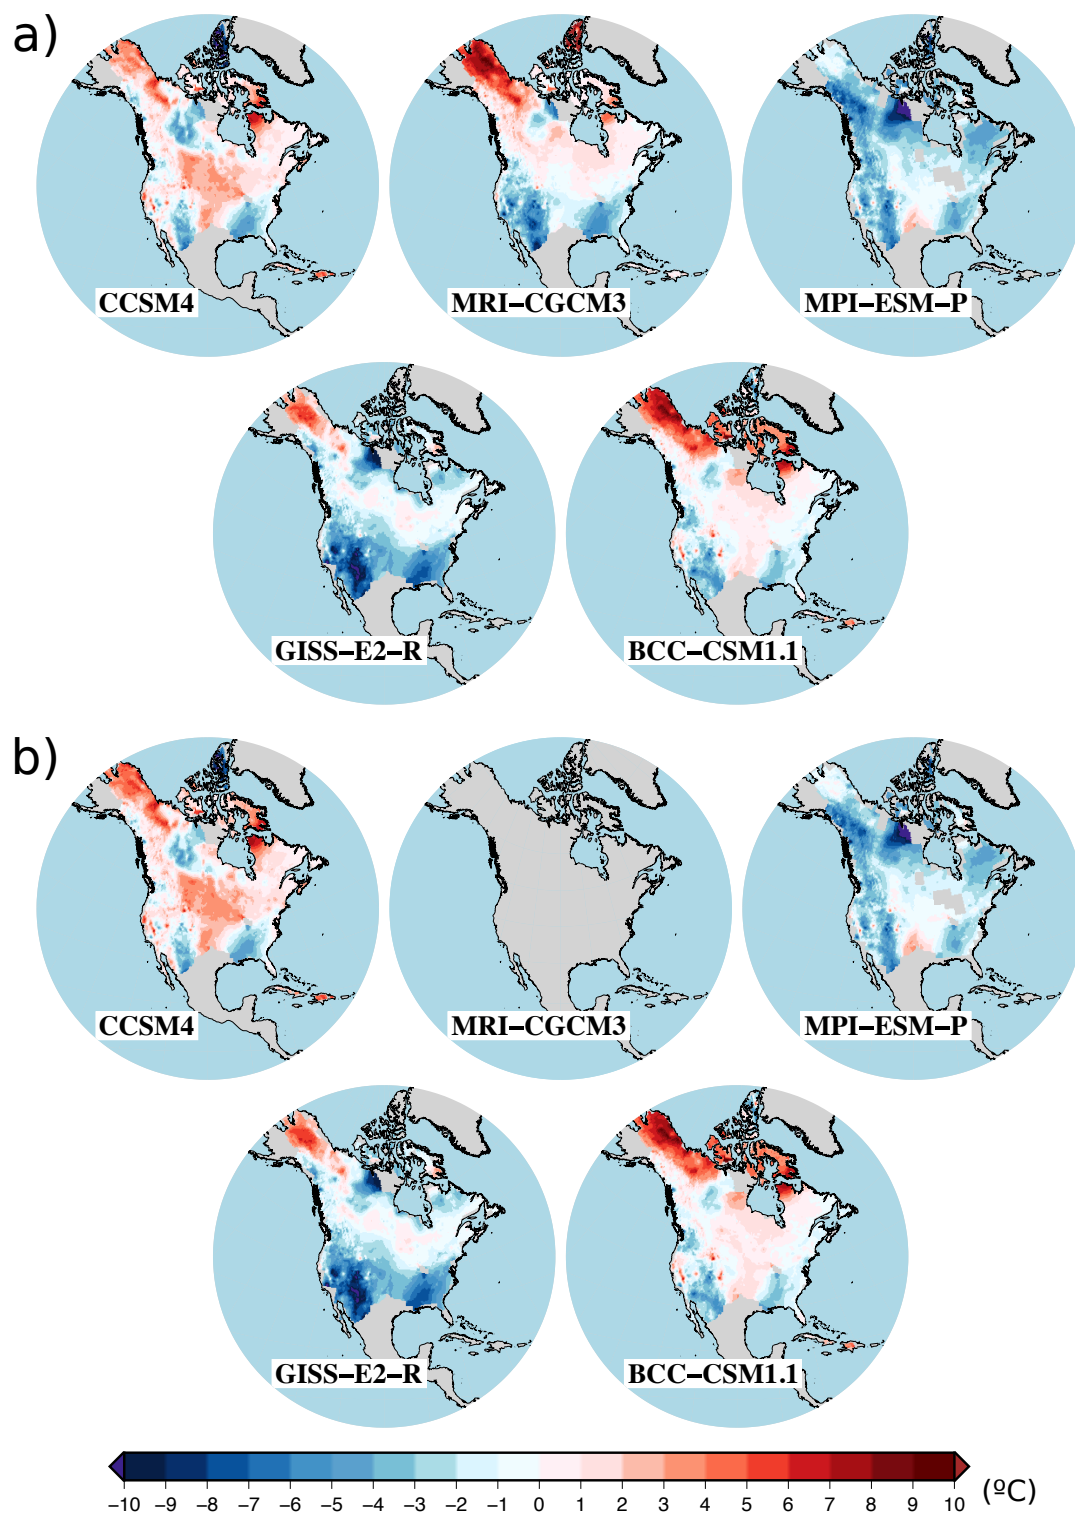 a)
CCSM4
MRI−CGCM3
MPI−ESM−P
GISS−E2−R
BCC−CSM1.1
b)
CCSM4
MRI−CGCM3
MPI−ESM−P
GISS−E2−R
BCC−CSM1.1
−10 −9 −8 −7 −6 −5 −4 −3 −2 −1 0 1 2 3 4 5 6 7 8 9 10 (ºC)